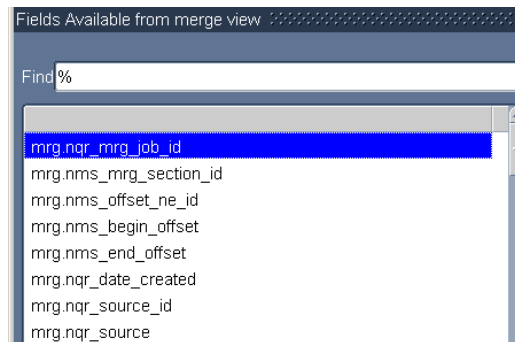 Fields Available from merge view
Find %
mrg.nqr_mrg_job_id
mrg.nms_mrg_section_id
mrg.nms_offset_ne_id
mrg.nms_begin_offset
mrg.nms_end_offset
mrg.nqr_date_created
mrg.nqr_source_id
mrg.nqr_source